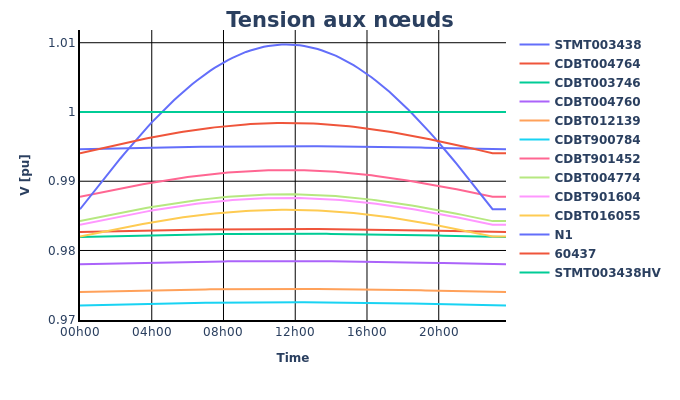 Tension aux nœuds
1.01
1
0.99
0.98
0.97
V [pu]
00h00 04h00 08h00 12h00 16h00 20h00
Time
STMT003438
CDBT004764
CDBT003746
CDBT004760
CDBT012139
CDBT900784
CDBT901452
CDBT004774
CDBT901604
CDBT016055
N1
60437
STMT003438HV